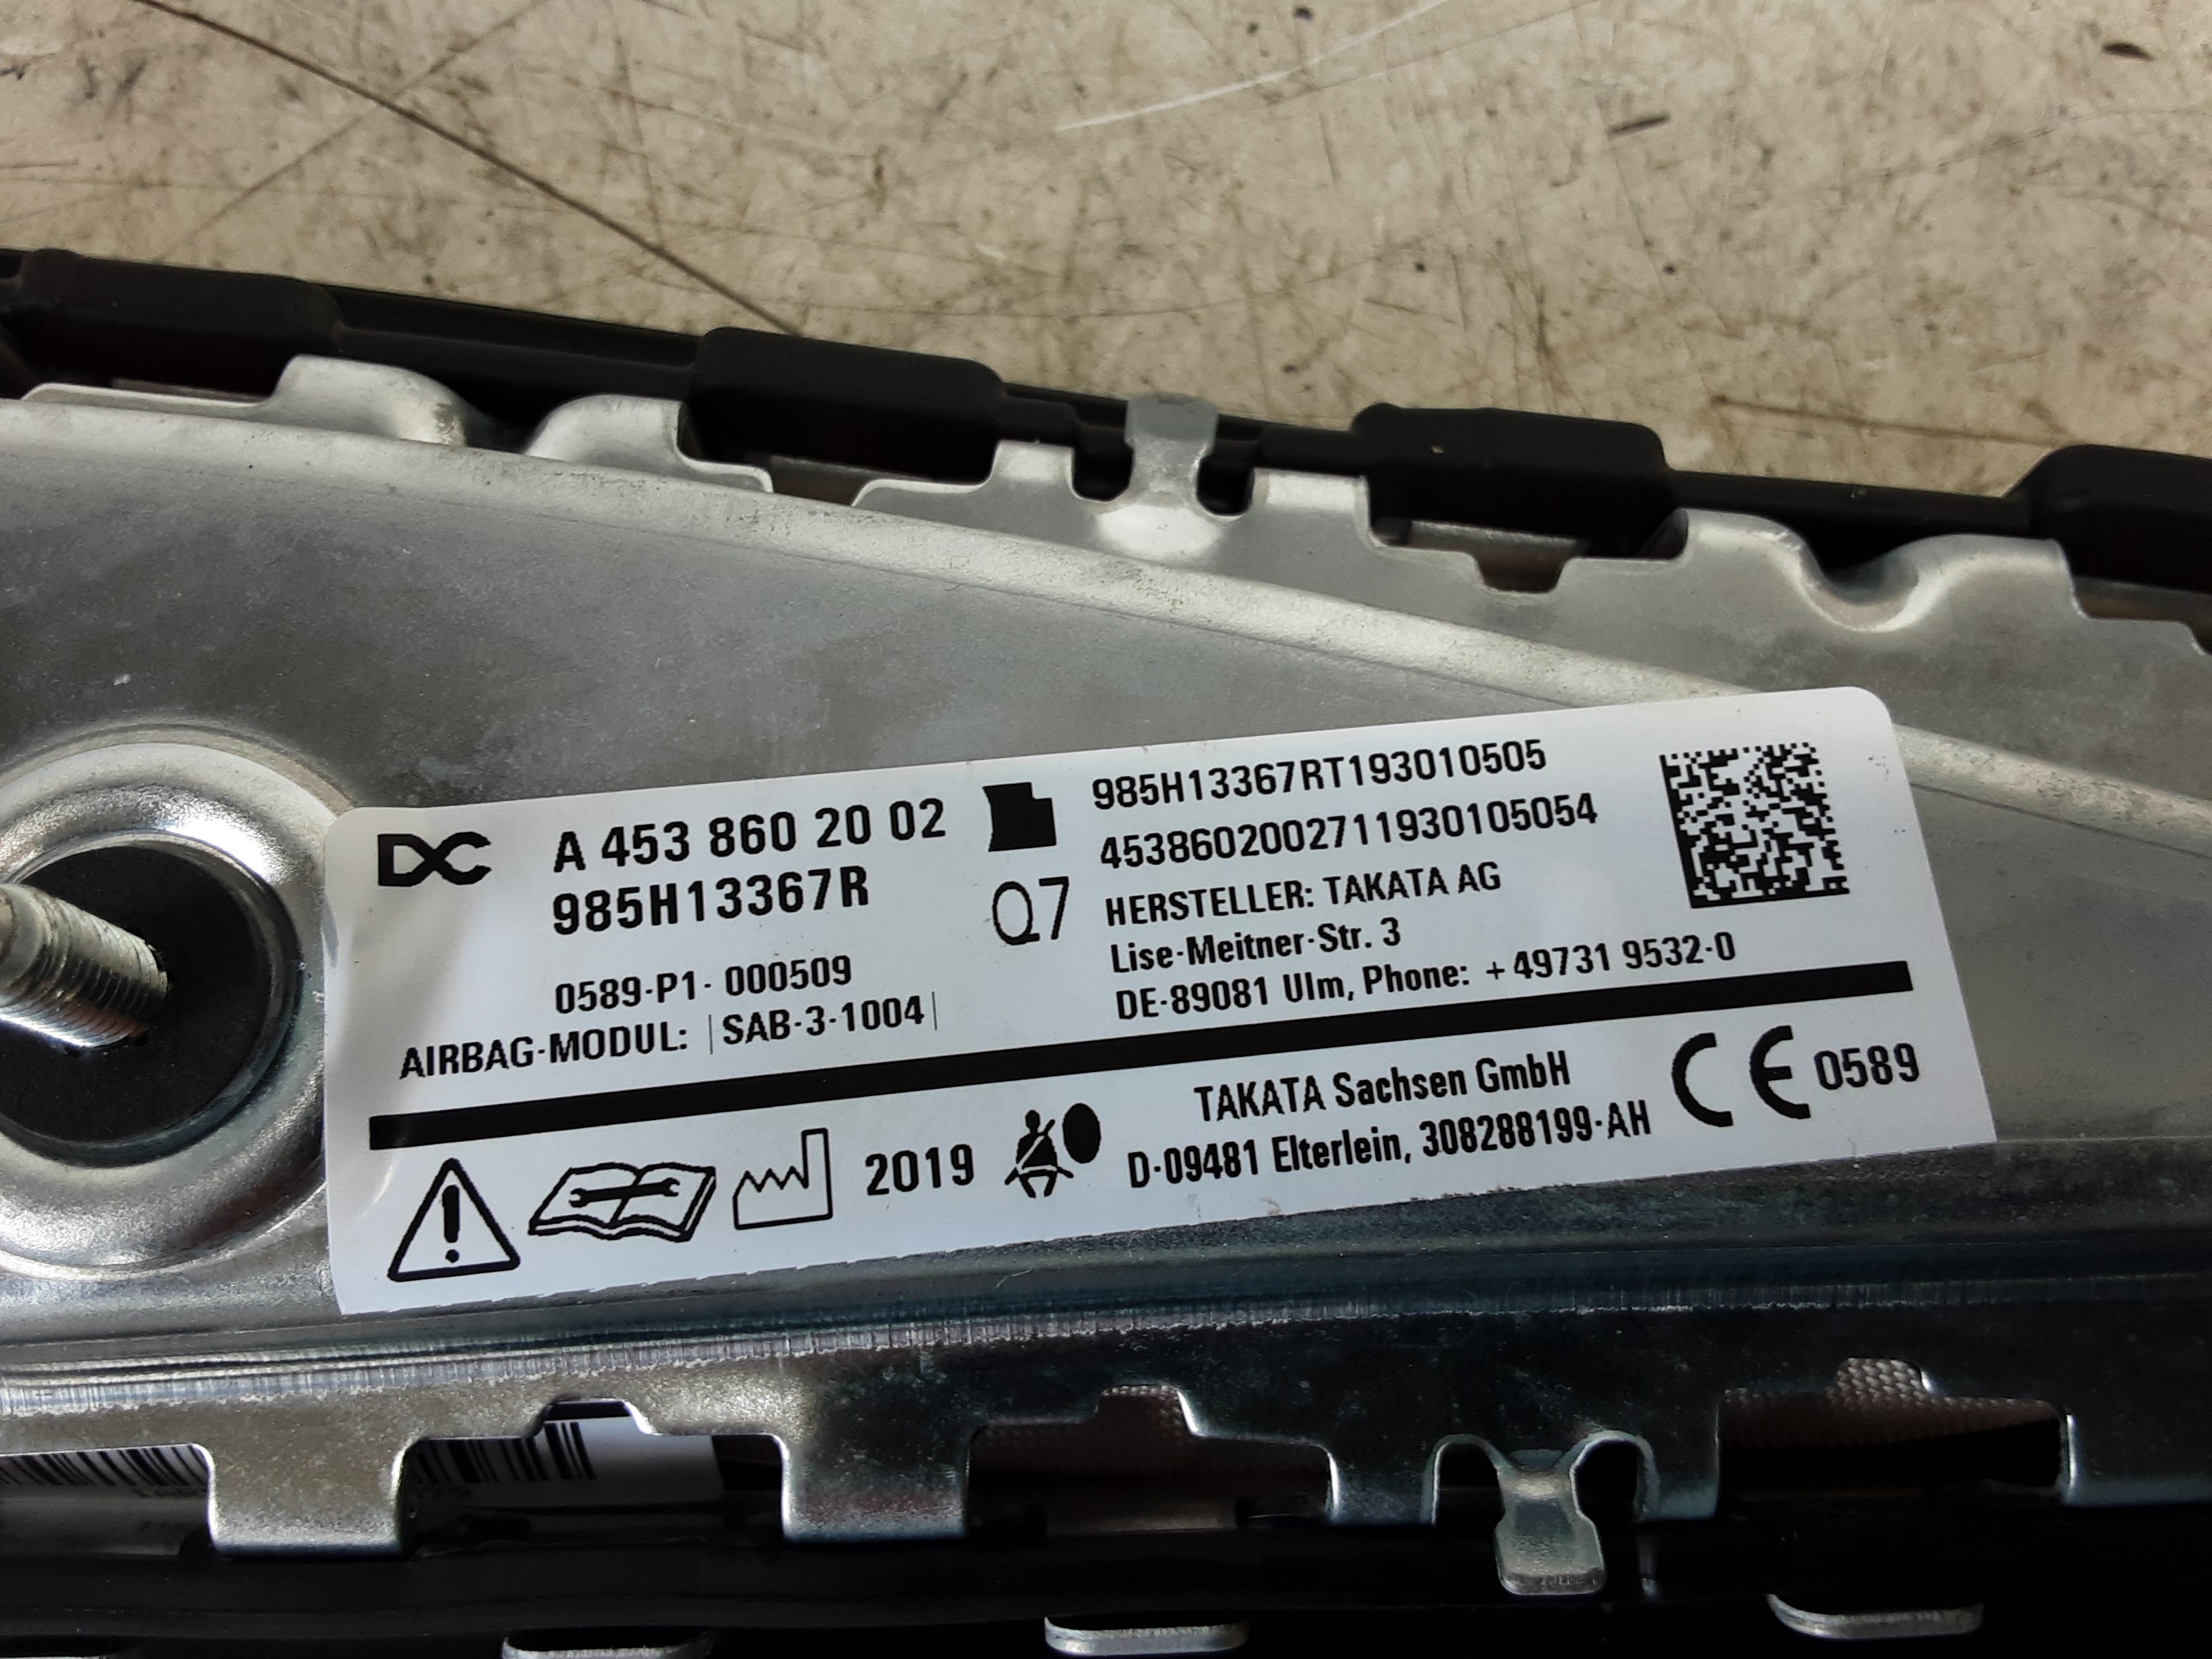 DC A 453 860 20 02
985H13367R
0589-P1- 000509
AIRBAG-MODUL: |SAB-3-1004|
Q7
985H13367RT193010505
4538602002711930105054
HERSTELLER: TAKATA AG
Lise-Meitner-Str. 3
DE-89081 Ulm, Phone: +49731 9532-0
2019
TAKATA Sachsen GmbH
D-09481 Elterlein, 308288199-AH
CE 0589